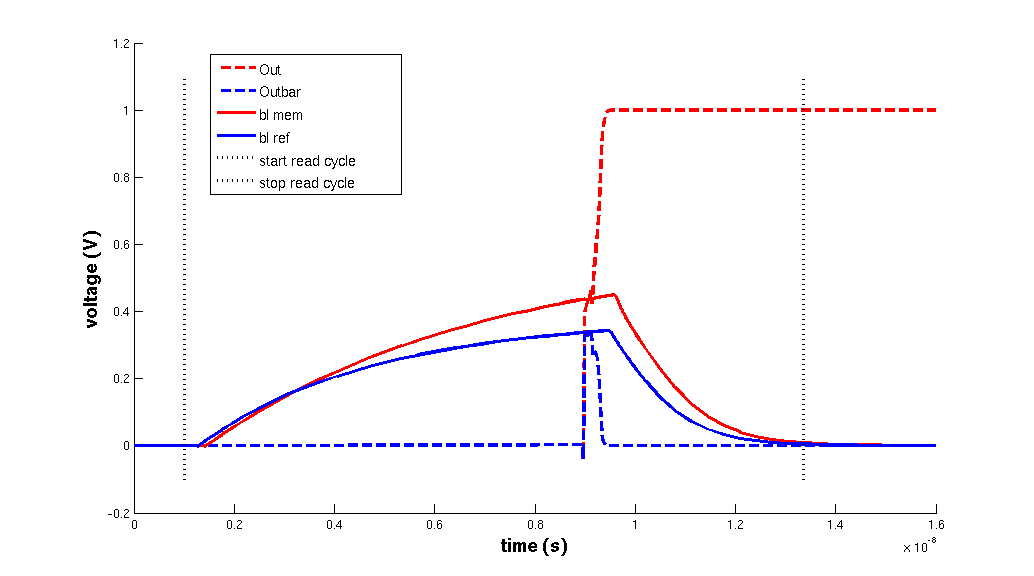 1.2
1
0.8
0.6
0.4
0.2
0
-0.2
voltage (V)
Out
Outbar
bl mem
bl ref
start read cycle
stop read cycle
0 0.2 0.4 0.6 0.8 1 1.2 1.4 1.6
time (s)
× 10⁻⁸